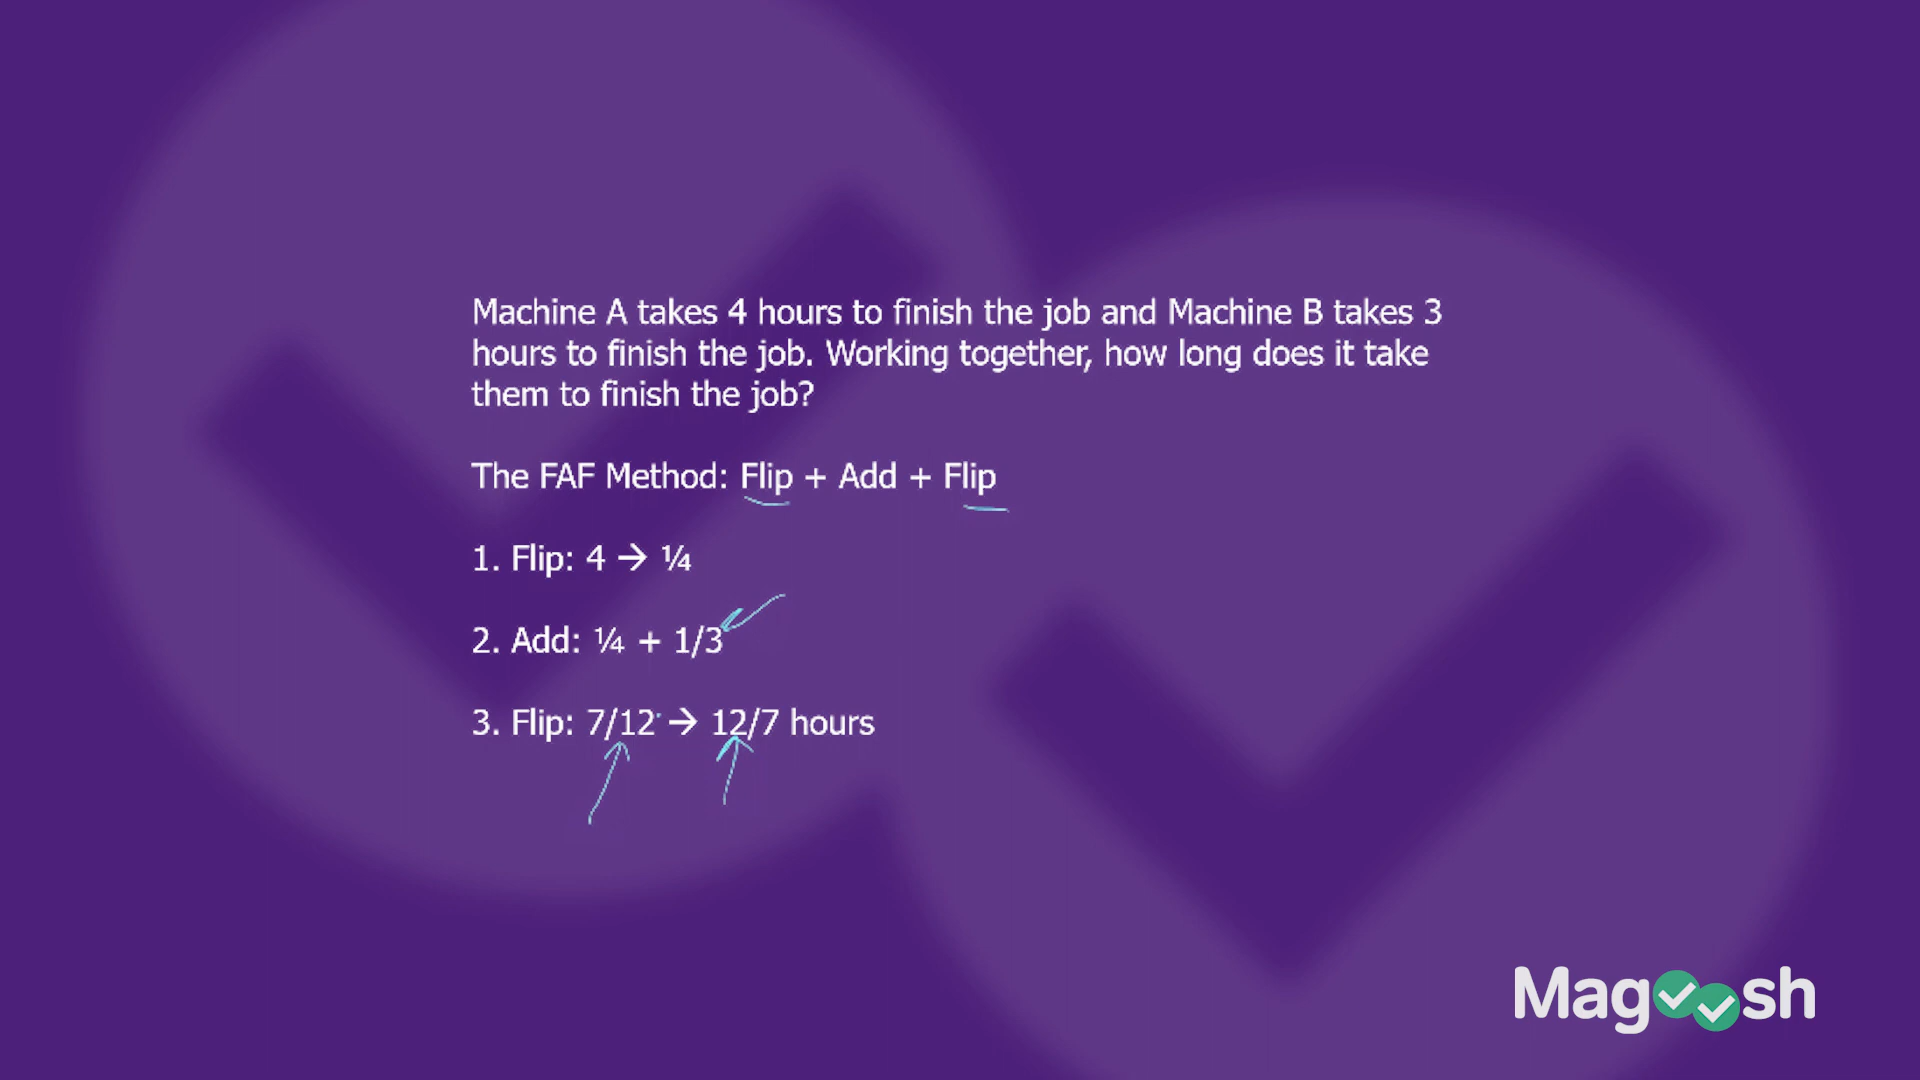 Machine A takes 4 hours to finish the job and Machine B takes 3
hours to finish the job. Working together, how long does it take
them to finish the job?
The FAF Method: Flip + Add + Flip
1. Flip: 4 → ¼
2. Add: ¼ + 1/3
3. Flip: 7/12 → 12/7 hours
Magoosh